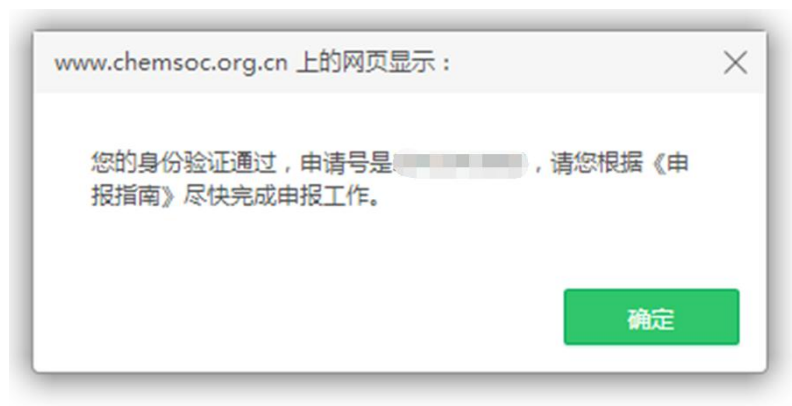 www.chemsoc.org.cn 上的网页显示：
您的身份验证通过，申请号是 ，请您根据《申
报指南》尽快完成申报工作。
确定